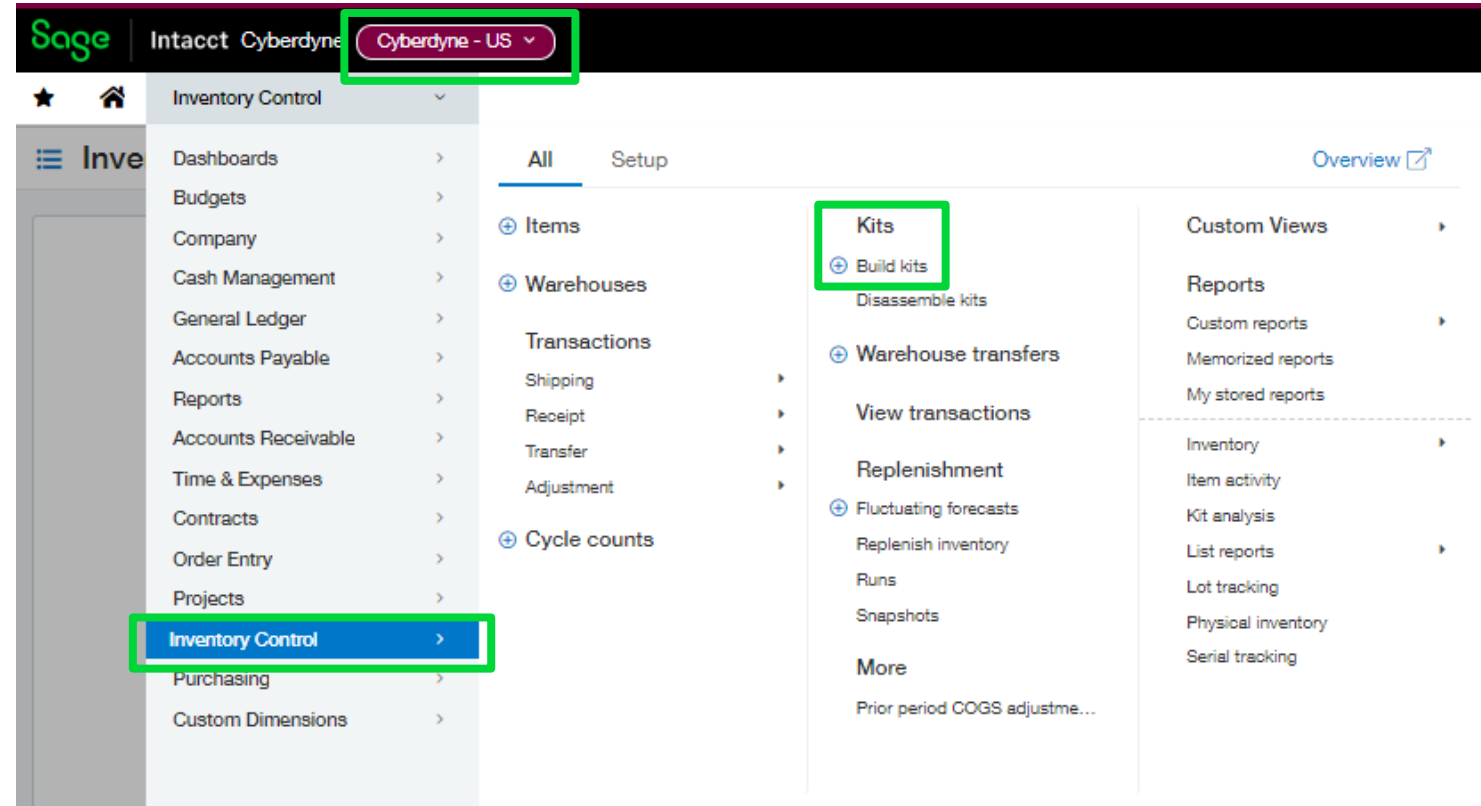 Sage Intacct Cyberdyne Cyberdyne - US
Inventory Control
Inve
Dashboards
Budgets
Company
Cash Management
General Ledger
Accounts Payable
Reports
Accounts Receivable
Time & Expenses
Contracts
Order Entry
Projects
Inventory Control
Purchasing
Custom Dimensions
All Setup Overview
Items
Warehouses
Transactions
Shipping
Receipt
Transfer
Adjustment
Cycle counts
Kits
Build kits
Disassemble kits
Warehouse transfers
View transactions
Replenishment
Fluctuating forecasts
Replenish inventory
Runs
Snapshots
More
Prior period COGS adjustme...
Custom Views
Reports
Custom reports
Memorized reports
My stored reports
Inventory
Item activity
Kit analysis
List reports
Lot tracking
Physical inventory
Serial tracking